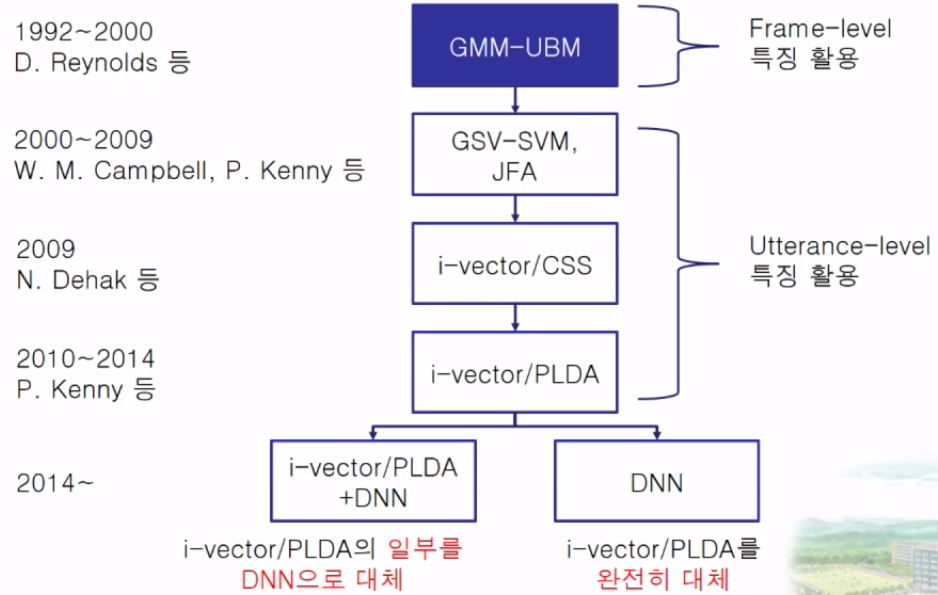 1992~2000
D. Reynolds 등
GMM-UBM
Frame-level
특징 활용
2000~2009
W. M. Campbell, P. Kenny 등
GSV-SVM,
JFA
2009
N. Dehak 등
i-vector/CSS
Utterance-level
특징 활용
2010~2014
P. Kenny 등
i-vector/PLDA
2014~
i-vector/PLDA
+DNN
DNN
i-vector/PLDA의 일부를
DNN으로 대체
i-vector/PLDA를
완전히 대체